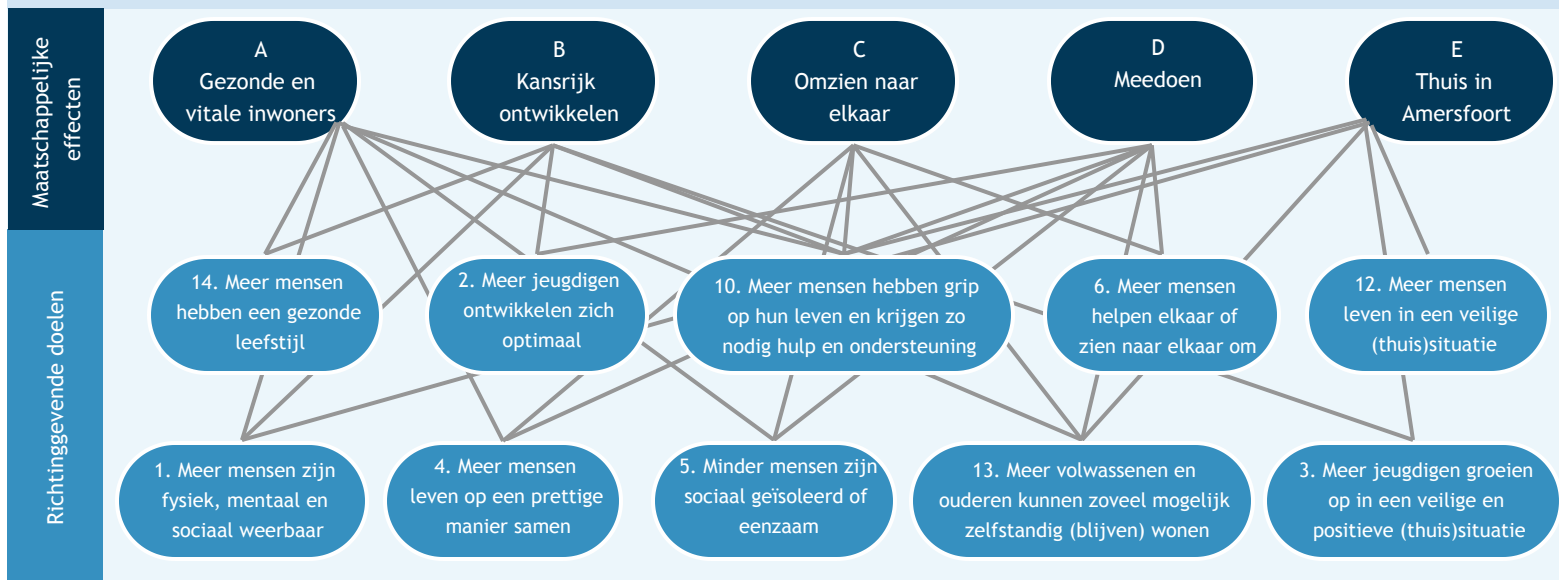 Maatschappelijke
effecten
A
Gezonde en
vitale inwoners
B
Kansrijk
ontwikkelen
C
Omzien naar
elkaar
D
Meedoen
E
Thuis in
Amersfoort
Richtinggevende doelen
14. Meer mensen
hebben een gezonde
leefstijl
2. Meer jeugdigen
ontwikkelen zich
optimaal
10. Meer mensen hebben grip
op hun leven en krijgen zo
nodig hulp en ondersteuning
6. Meer mensen
helpen elkaar of
zien naar elkaar om
12. Meer mensen
leven in een veilige
(thuis)situatie
1. Meer mensen zijn
fysiek, mentaal en
sociaal weerbaar
4. Meer mensen
leven op een prettige
manier samen
5. Minder mensen zijn
sociaal geïsoleerd of
eenzaam
13. Meer volwassenen en
ouderen kunnen zoveel mogelijk
zelfstandig (blijven) wonen
3. Meer jeugdigen groeien
op in een veilige en
positieve (thuis)situatie